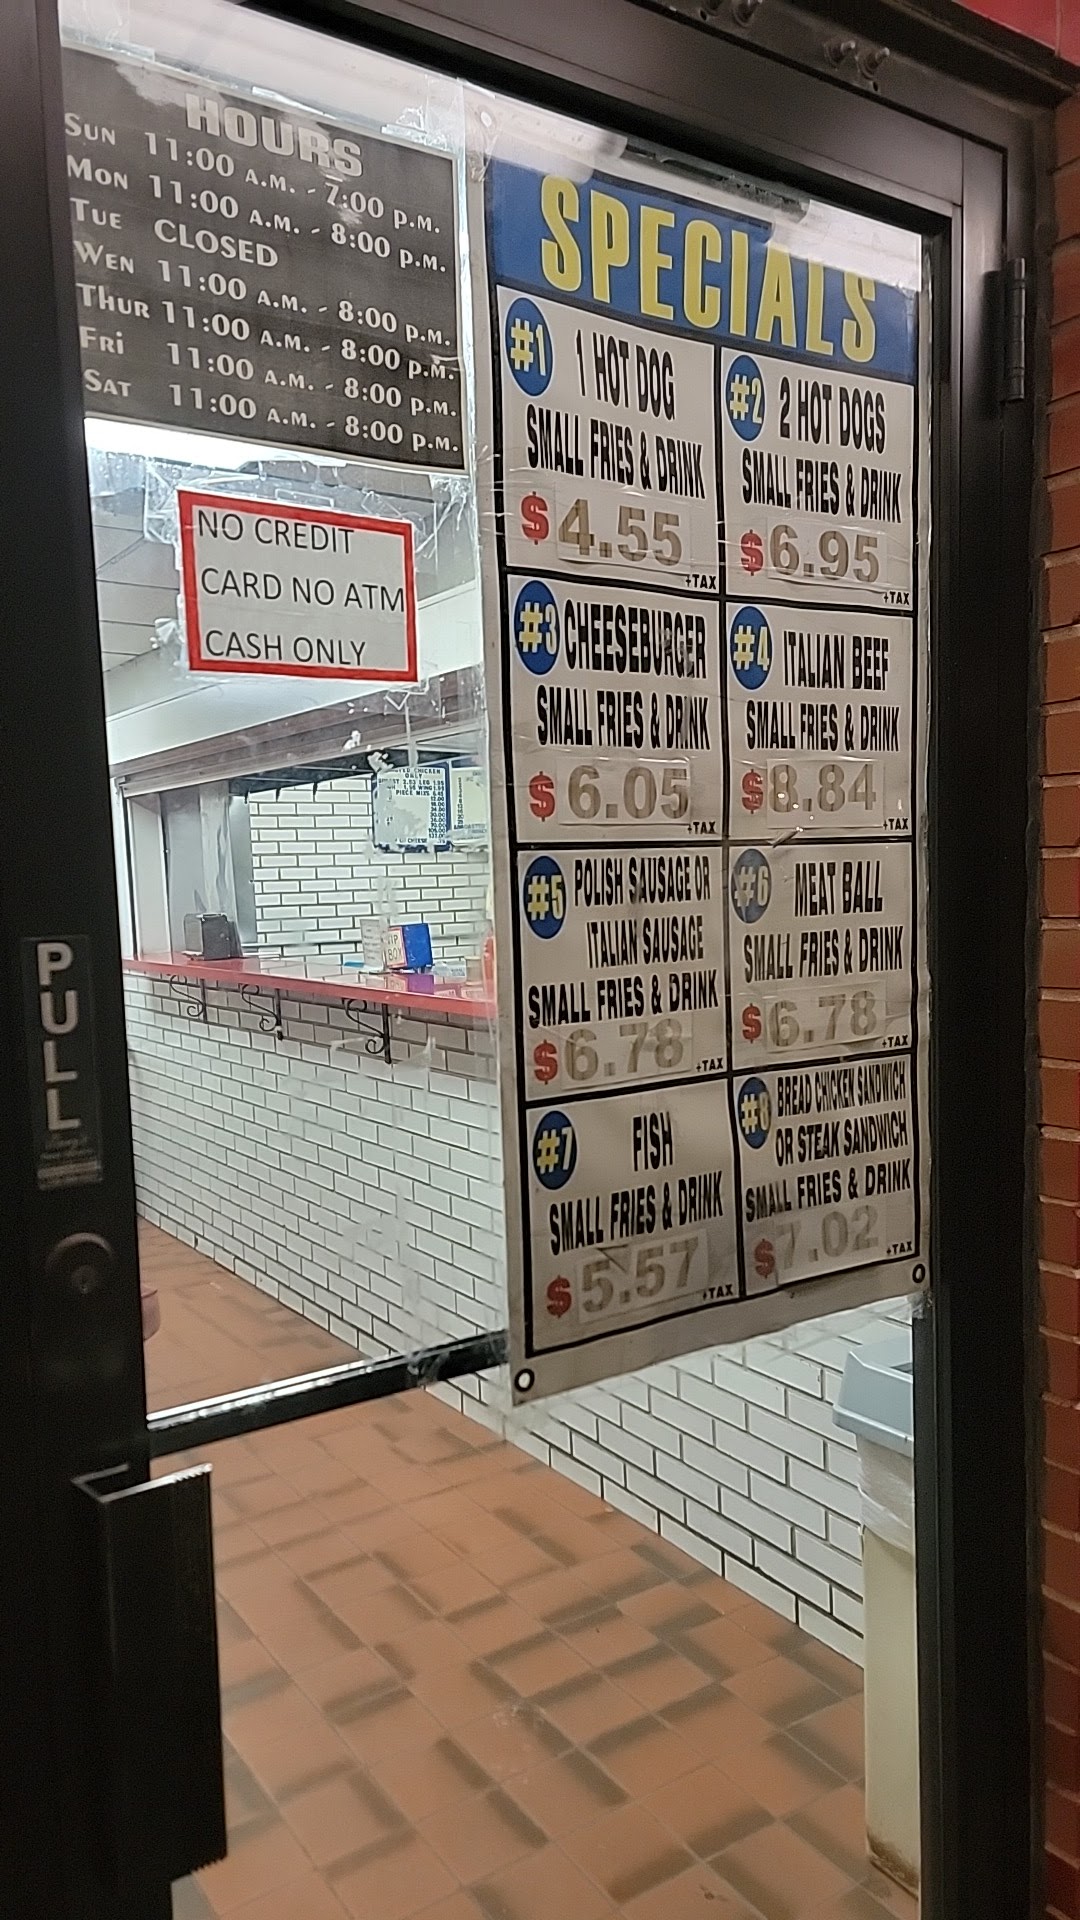 HOURS
SUN 11:00 A.M. - 7:00 P.M.
MON 11:00 A.M. - 8:00 P.M.
TUE CLOSED
WEN 11:00 A.M. - 8:00 P.M.
THUR 11:00 A.M. - 8:00 P.M.
FRI 11:00 A.M. - 8:00 P.M.
SAT 11:00 A.M. - 8:00 P.M.
NO CREDIT
CARD NO ATM
CASH ONLY
PULL
TIP
BOX
CHICKEN
ONLY
SPECIALS
#1 1 HOT DOG
SMALL FRIES & DRINK
$4.55
+TAX
#2 2 HOT DOGS
SMALL FRIES & DRINK
$6.95
+TAX
#3 CHEESEBURGER
SMALL FRIES & DRINK
$6.05
+TAX
#4 ITALIAN BEEF
SMALL FRIES & DRINK
$8.84
+TAX
#5 POLISH SAUSAGE OR
ITALIAN SAUSAGE
SMALL FRIES & DRINK
$6.78
+TAX
#6 MEAT BALL
SMALL FRIES & DRINK
$6.78
+TAX
#7 FISH
SMALL FRIES & DRINK
$5.57
+TAX
#8 BREAD CHICKEN SANDWICH
OR STEAK SANDWICH
SMALL FRIES & DRINK
$7.02
+TAX